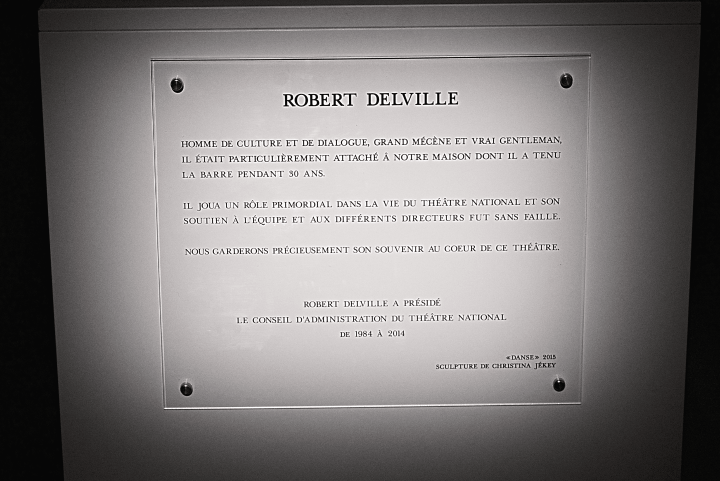 ROBERT DELVILLE
HOMME DE CULTURE ET DE DIALOGUE, GRAND MÉCÈNE ET VRAI GENTLEMAN,
IL ÉTAIT PARTICULIÈREMENT ATTACHÉ À NOTRE MAISON DONT IL A TENU
LA BARRE PENDANT 30 ANS.
IL JOUA UN RÔLE PRIMORDIAL DANS LA VIE DU THÉÂTRE NATIONAL ET SON
SOUTIEN À L'ÉQUIPE ET AUX DIFFÉRENTS DIRECTEURS FUT SANS FAILLE.
NOUS GARDERONS PRÉCIEUSEMENT SON SOUVENIR AU COEUR DE CE THÉÂTRE.
ROBERT DELVILLE A PRÉSIDÉ
LE CONSEIL D'ADMINISTRATION DU THÉÂTRE NATIONAL
DE 1984 À 2014
«DANSE» 2015
SCULPTURE DE CHRISTINA JÉKEY